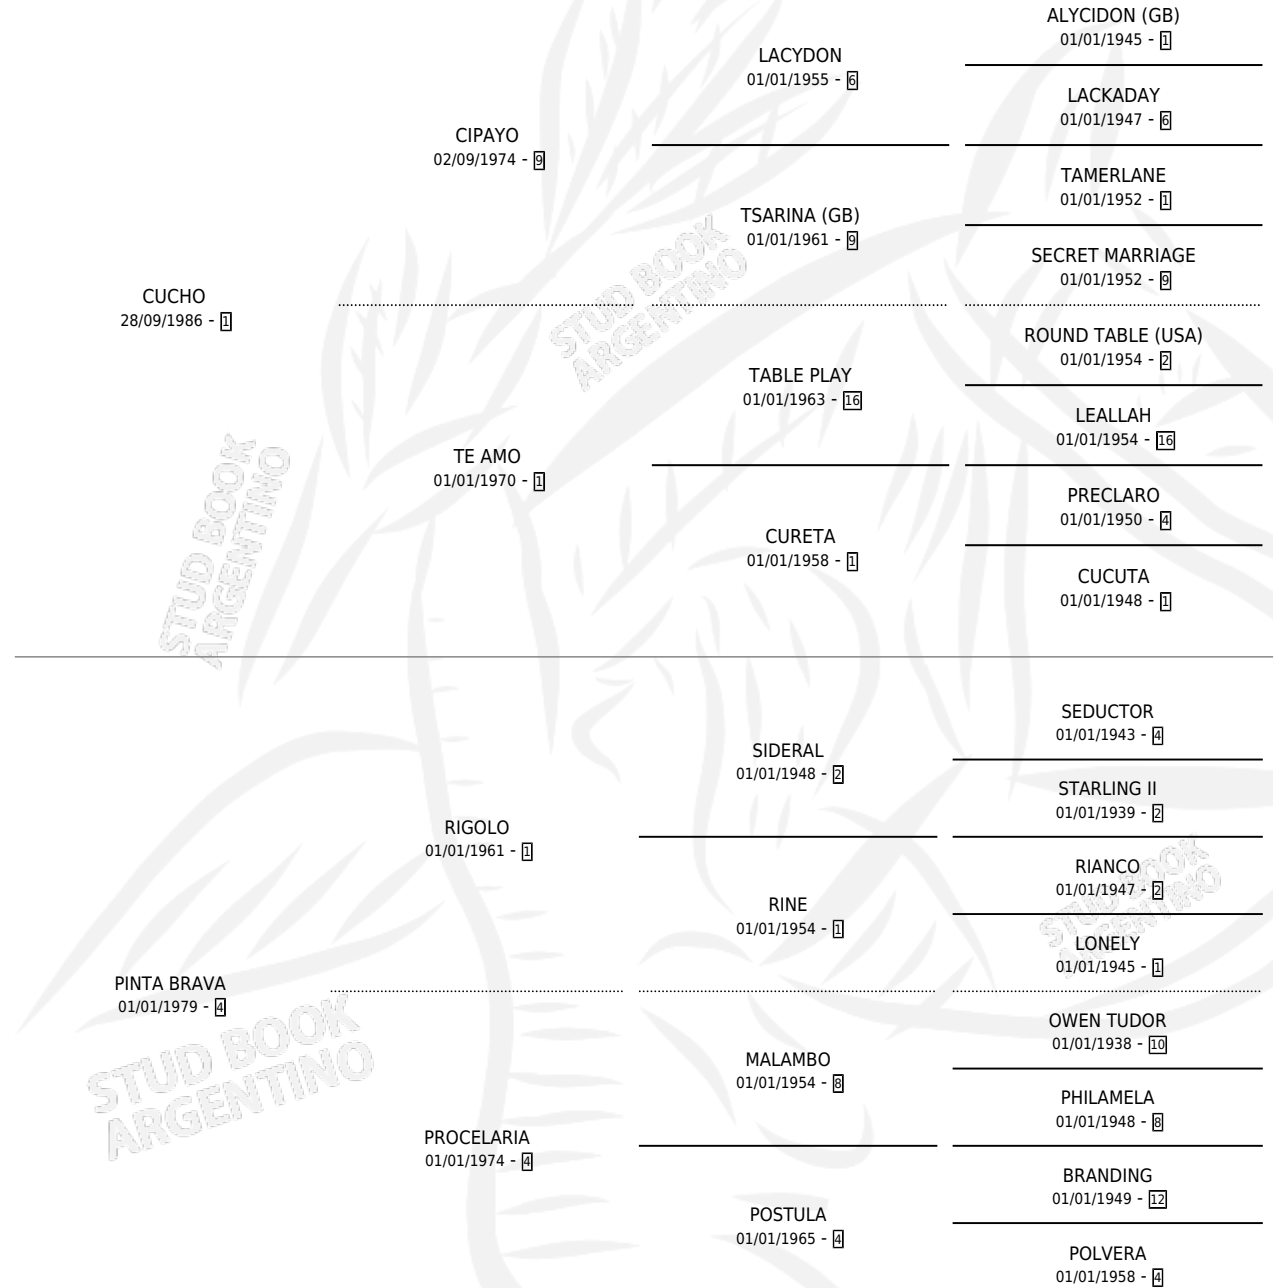 ALYCIDON (GB)
01/01/1945 - 1
LACYDON
01/01/1955 - 6
LACKADAY
01/01/1947 - 6
CIPAYO
02/09/1974 - 9
TAMERLANE
01/01/1952 - 1
TSARINA (GB)
01/01/1961 - 9
SECRET MARRIAGE
01/01/1952 - 9
CUCHO
28/09/1986 - 1
STUD BOOK
ARGENTINO
ROUND TABLE (USA)
01/01/1954 - 2
TABLE PLAY
01/01/1963 - 16
LEALLAH
01/01/1954 - 16
TE AMO
01/01/1970 - 1
PRECLARO
01/01/1950 - 4
CURETA
01/01/1958 - 1
CUCUTA
01/01/1948 - 1
STUD BOOK
ARGENTINO
SEDUCTOR
01/01/1943 - 4
SIDERAL
01/01/1948 - 2
STARLING II
01/01/1939 - 2
RIGOLO
01/01/1961 - 1
RIANCO
01/01/1947 - 2
RINE
01/01/1954 - 1
LONELY
01/01/1945 - 1
STUD BOOK
ARGENTINO
PINTA BRAVA
01/01/1979 - 4
OWEN TUDOR
01/01/1938 - 10
MALAMBO
01/01/1954 - 8
PHILAMELA
01/01/1948 - 8
STUD BOOK
ARGENTINO
PROCELARIA
01/01/1974 - 4
BRANDING
01/01/1949 - 12
POSTULA
01/01/1965 - 4
POLVERA
01/01/1958 - 4